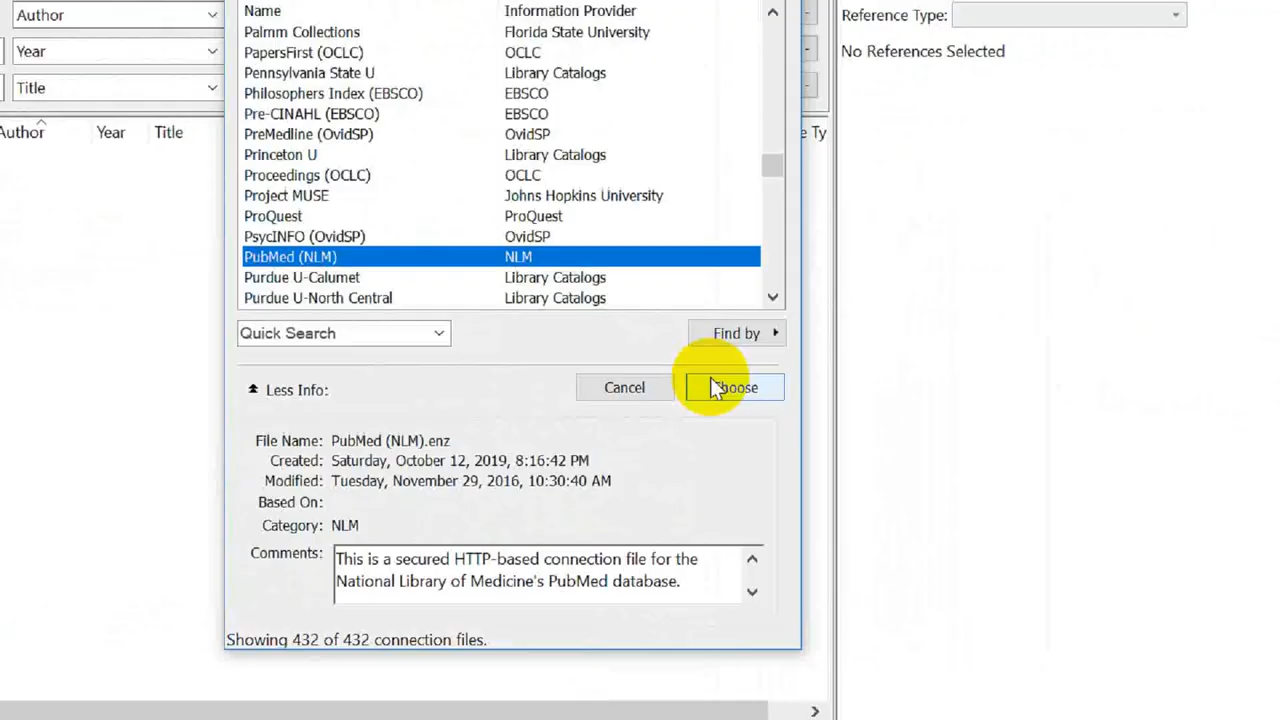 Author
Year
Title
Author Year Title
Name Information Provider
Palmm Collections Florida State University
PapersFirst (OCLC) OCLC
Pennsylvania State U Library Catalogs
Philosophers Index (EBSCO) EBSCO
Pre-CINAHL (EBSCO) EBSCO
PreMedline (OvidSP) OvidSP
Princeton U Library Catalogs
Proceedings (OCLC) OCLC
Project MUSE Johns Hopkins University
ProQuest ProQuest
PsycINFO (OvidSP) OvidSP
PubMed (NLM) NLM
Purdue U-Calumet Library Catalogs
Purdue U-North Central Library Catalogs
Quick Search Find by
Less Info: Cancel Choose
File Name: PubMed (NLM).enz
Created: Saturday, October 12, 2019, 8:16:42 PM
Modified: Tuesday, November 29, 2016, 10:30:40 AM
Based On:
Category: NLM
Comments: This is a secured HTTP-based connection file for the
National Library of Medicine's PubMed database.
Showing 432 of 432 connection files.
e Ty
Reference Type:
No References Selected